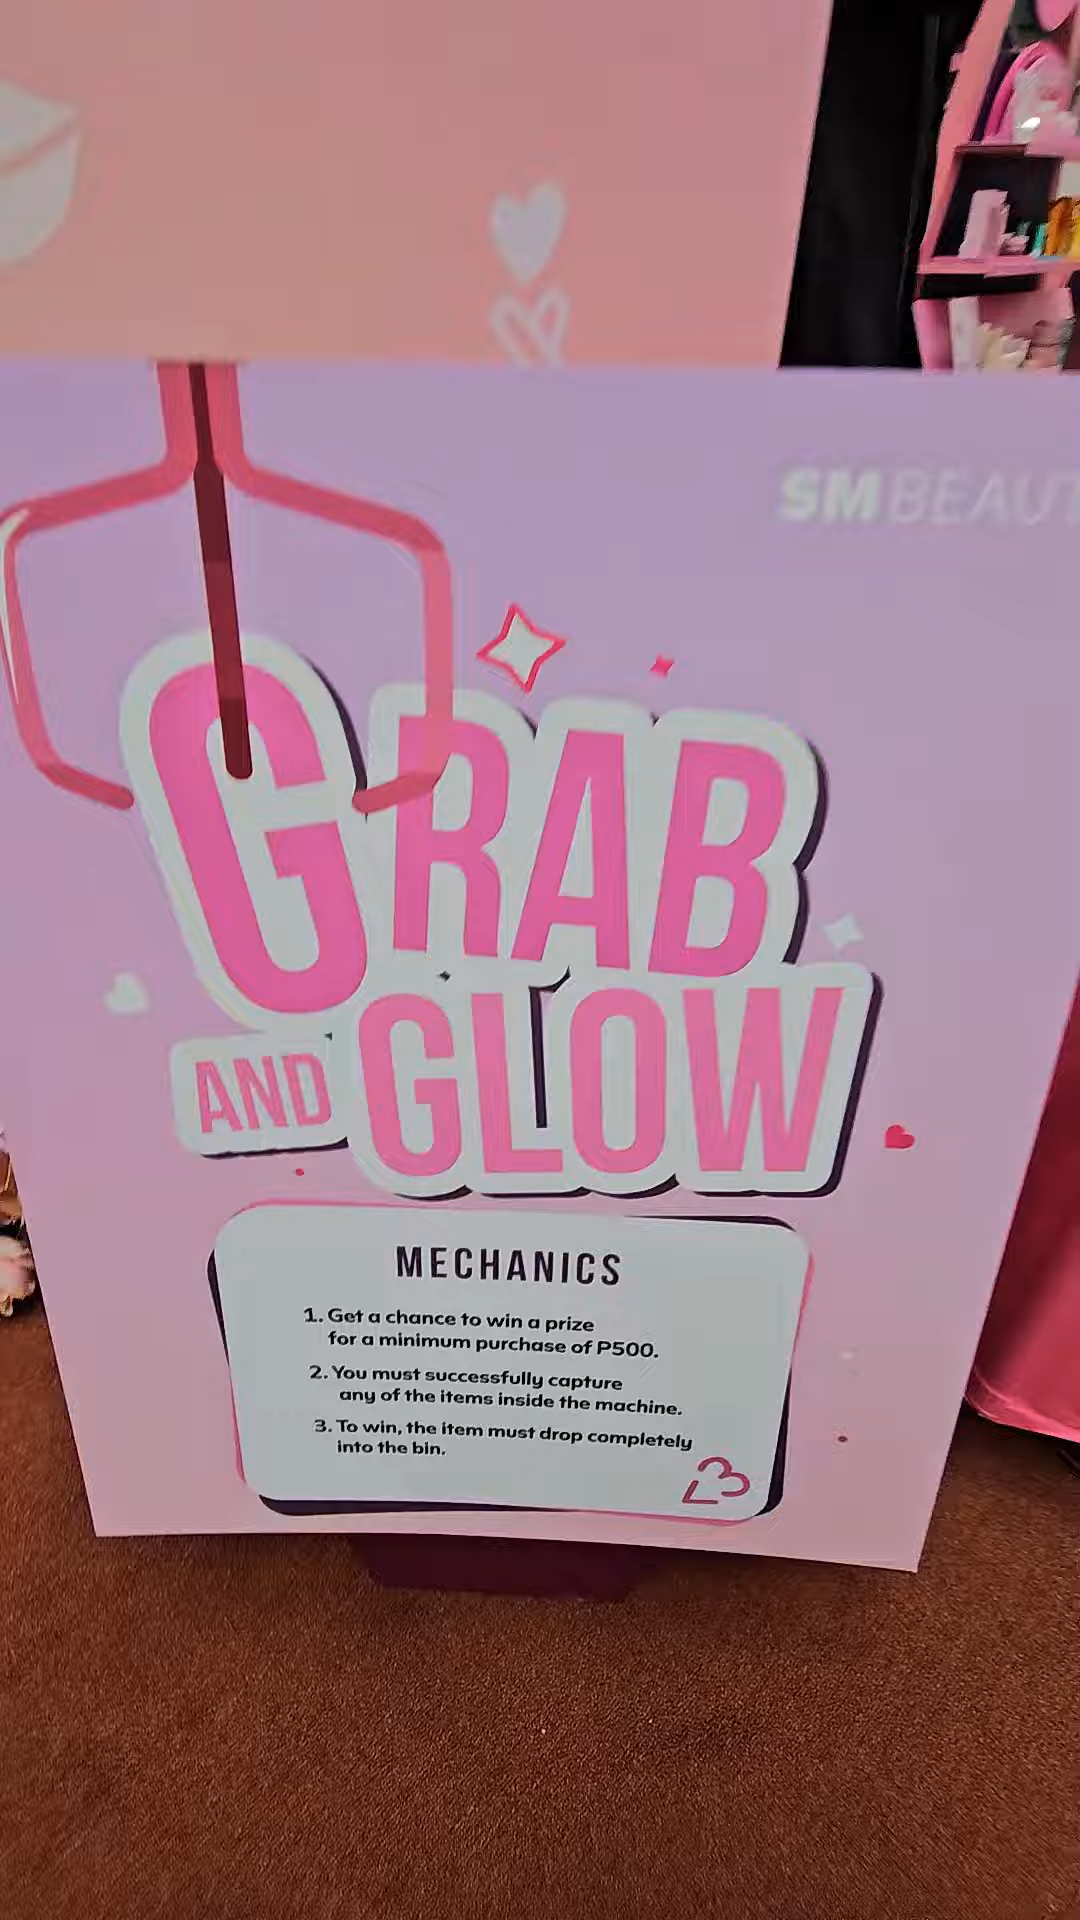 SM BEAUT
GRAB
AND GLOW
MECHANICS
1. Get a chance to win a prize
for a minimum purchase of P500.
2. You must successfully capture
any of the items inside the machine.
3. To win, the item must drop completely
into the bin.